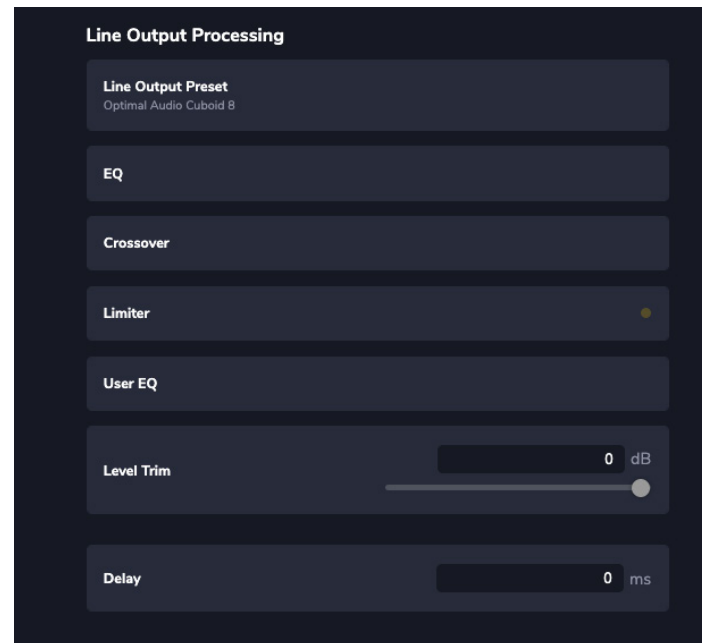 Line Output Processing
Line Output Preset
Optimal Audio Cuboid 8
EQ
Crossover
Limiter
User EQ
Level Trim
0 dB
Delay
0 ms